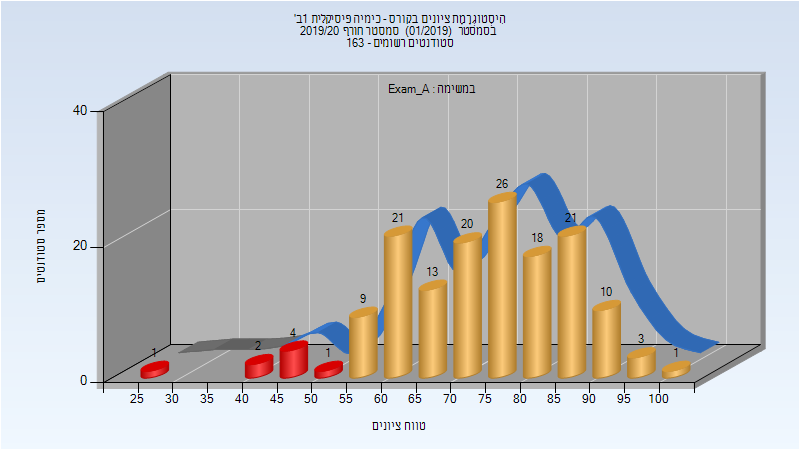 היסטוגרמת ציונים בקורס - כימיה פיסיקלית 1ב'
בסמסטר (01/2019) סמסטר חורף 2019/20
סטודנטים רשומים - 163
במשימה : Exam_A
מספר סטודנטים
40
20
0
1
2
4
1
9
21
13
20
26
18
21
10
3
1
25 30 35 40 45 50 55 60 65 70 75 80 85 90 95 100
טווח ציונים